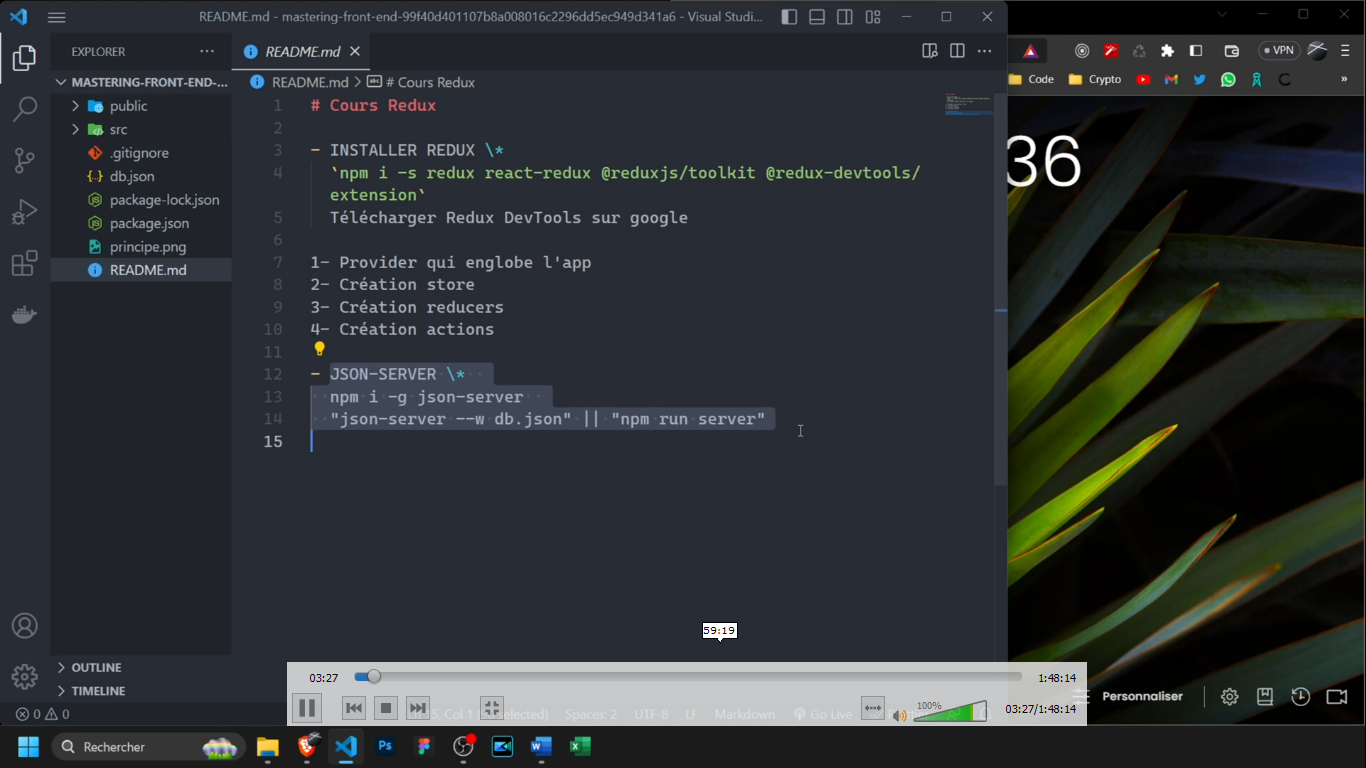 README.md - mastering-front-end-99f40d401107b8a008016c2296dd5ec949d341a6 - Visual Studi...
EXPLORER
README.md
MASTERING-FRONT-END-...
public
src
.gitignore
db.json
package-lock.json
package.json
principe.png
README.md
OUTLINE
TIMELINE
README.md > # Cours Redux
1 # Cours Redux
2
3 - INSTALLER REDUX \*
4 `npm i -s redux react-redux @reduxjs/toolkit @redux-devtools/
extension`
5 Télécharger Redux DevTools sur google
6
7 1- Provider qui englobe l'app
8 2- Création store
9 3- Création reducers
10 4- Création actions
11
12 - JSON-SERVER \*
13 npm i -g json-server
14 "json-server --w db.json" || "npm run server"
15
VPN
Code
Crypto
36
Personnaliser
59:19
03:27
1:48:14
100%
03:27/1:48:14
0 0
Spaces: 2
UTF-8
LF
Markdown
Go Live
Rechercher
Ps